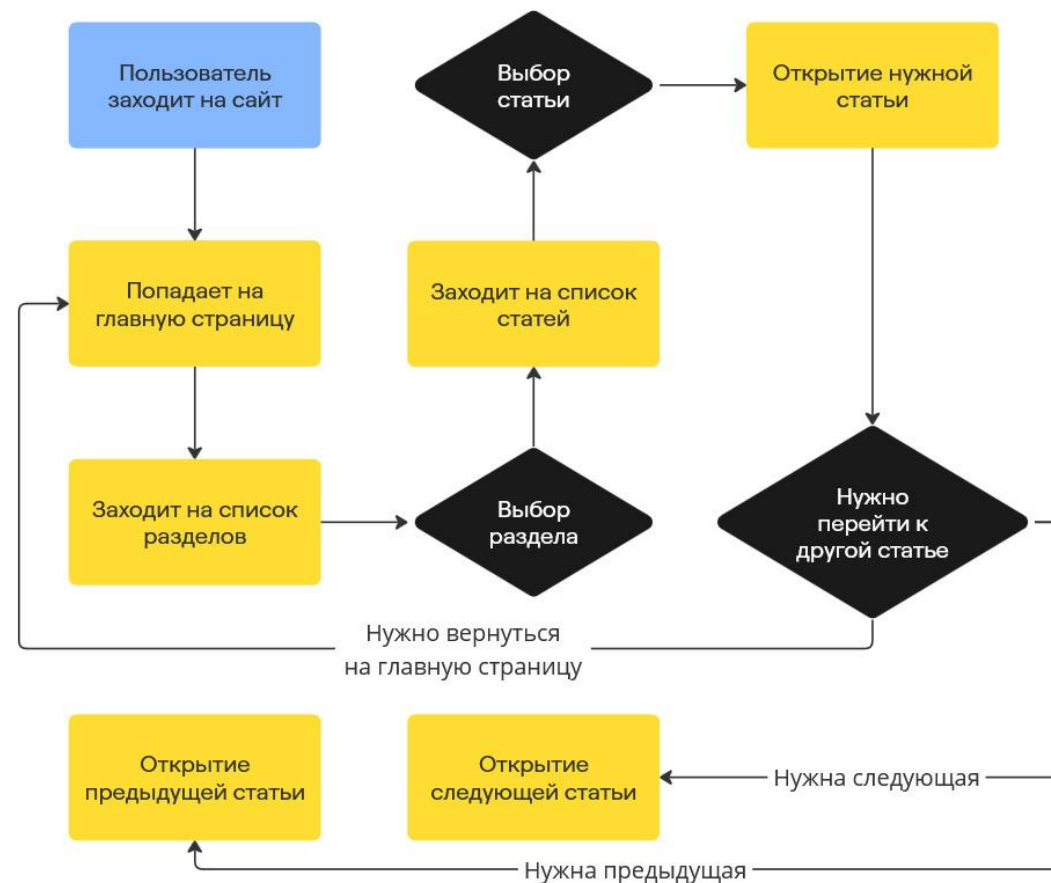 Пользователь
заходит на сайт
Попадает на
главную страницу
Заходит на список
разделов
Выбор
раздела
Заходит на список
статей
Выбор
статьи
Открытие нужной
статьи
Нужно
перейти к
другой статье
Нужно вернуться
на главную страницу
Открытие
предыдущей статьи
Открытие
следующей статьи
Нужна следующая
Нужна предыдущая